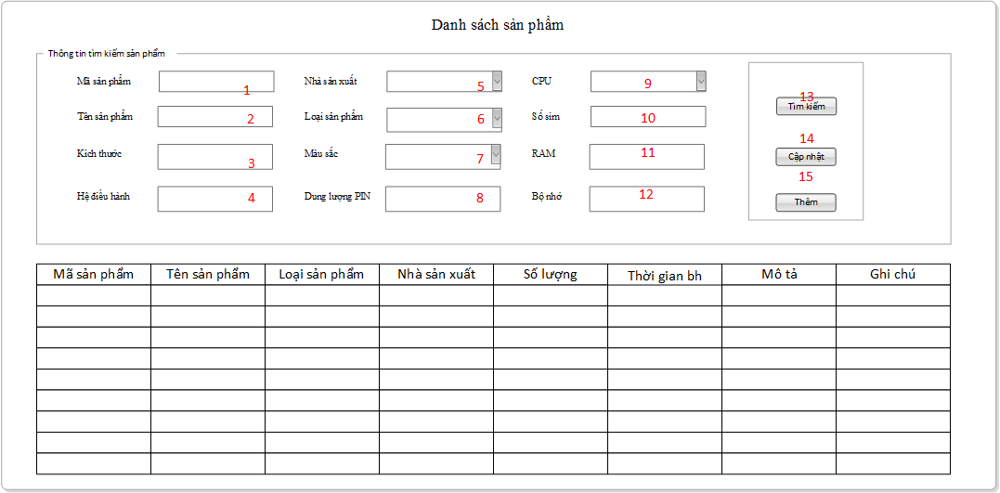 Danh sách sản phẩm
Thông tin tìm kiếm sản phẩm
Mã sản phẩm 1 Nhà sản xuất 5 CPU 9 13
Tìm kiếm
Tên sản phẩm 2 Loại sản phẩm 6 Số sim 10
14
Kích thước 3 Màu sắc 7 RAM 11 Cập nhật
15
Hệ điều hành 4 Dung lượng PIN 8 Bộ nhớ 12 Thêm
Mã sản phẩm Tên sản phẩm Loại sản phẩm Nhà sản xuất Số lượng Thời gian bh Mô tả Ghi chú